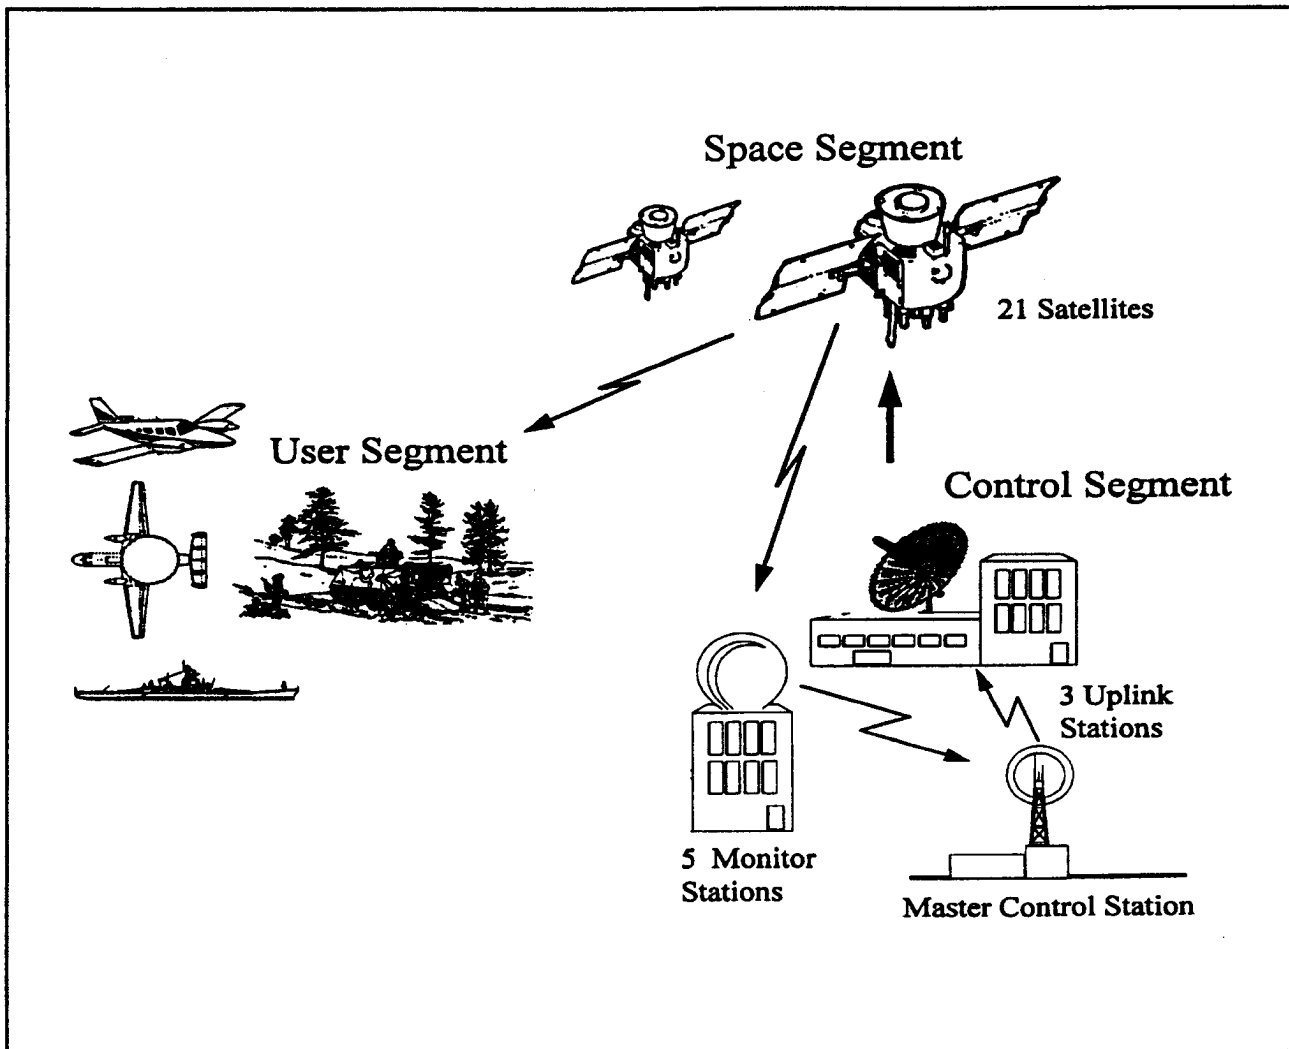 Space Segment
21 Satellites
User Segment
Control Segment
3 Uplink
Stations
5 Monitor
Stations
Master Control Station